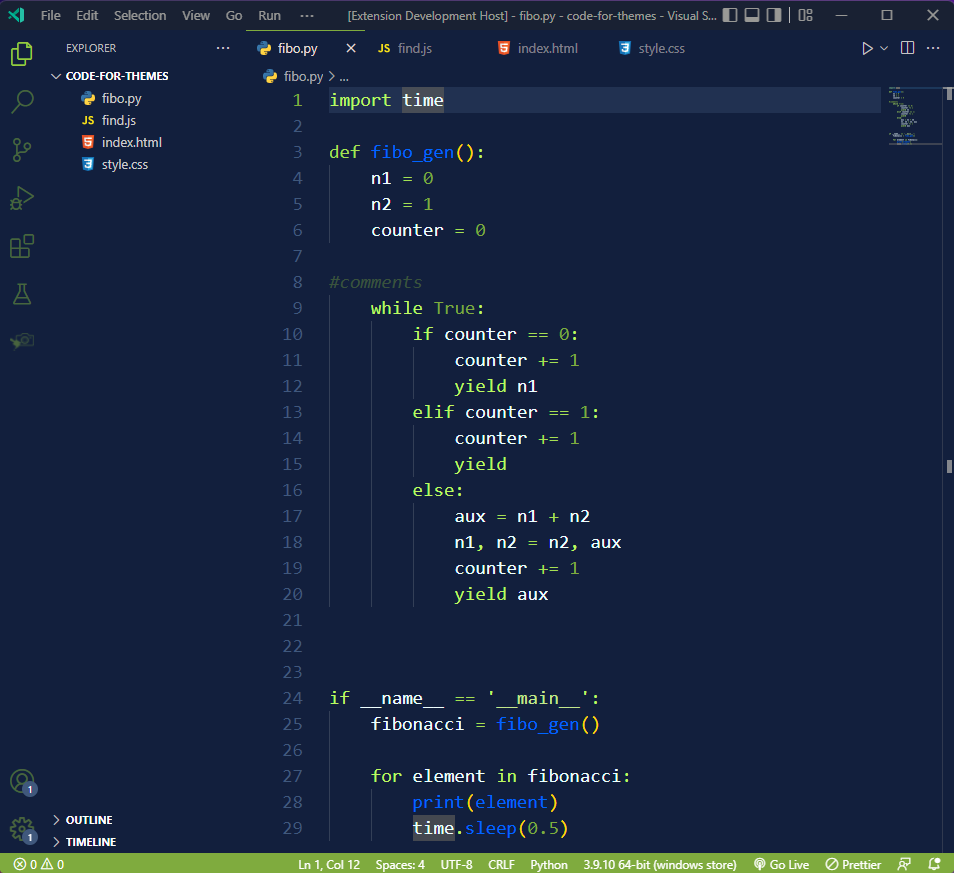 File Edit Selection View Go Run ··· [Extension Development Host] - fibo.py - code-for-themes - Visual S...
EXPLORER ···
CODE-FOR-THEMES
fibo.py
JS find.js
index.html
style.css
OUTLINE
TIMELINE
fibo.py JS find.js index.html style.css
fibo.py > ...
1 import time
2
3 def fibo_gen():
4     n1 = 0
5     n2 = 1
6     counter = 0
7
8 #comments
9     while True:
10         if counter == 0:
11             counter += 1
12             yield n1
13         elif counter == 1:
14             counter += 1
15             yield
16         else:
17             aux = n1 + n2
18             n1, n2 = n2, aux
19             counter += 1
20             yield aux
21
22
23
24 if __name__ == '__main__':
25     fibonacci = fibo_gen()
26
27     for element in fibonacci:
28         print(element)
29         time.sleep(0.5)
1
1
0 0 Ln 1, Col 12 Spaces: 4 UTF-8 CRLF Python 3.9.10 64-bit (windows store) Go Live Prettier